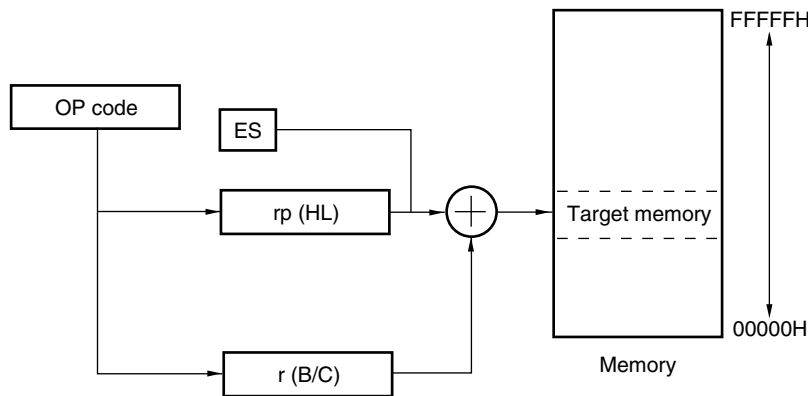 FFFFFH
OP code
ES
rp (HL)
Target memory
r (B/C)
00000H
Memory